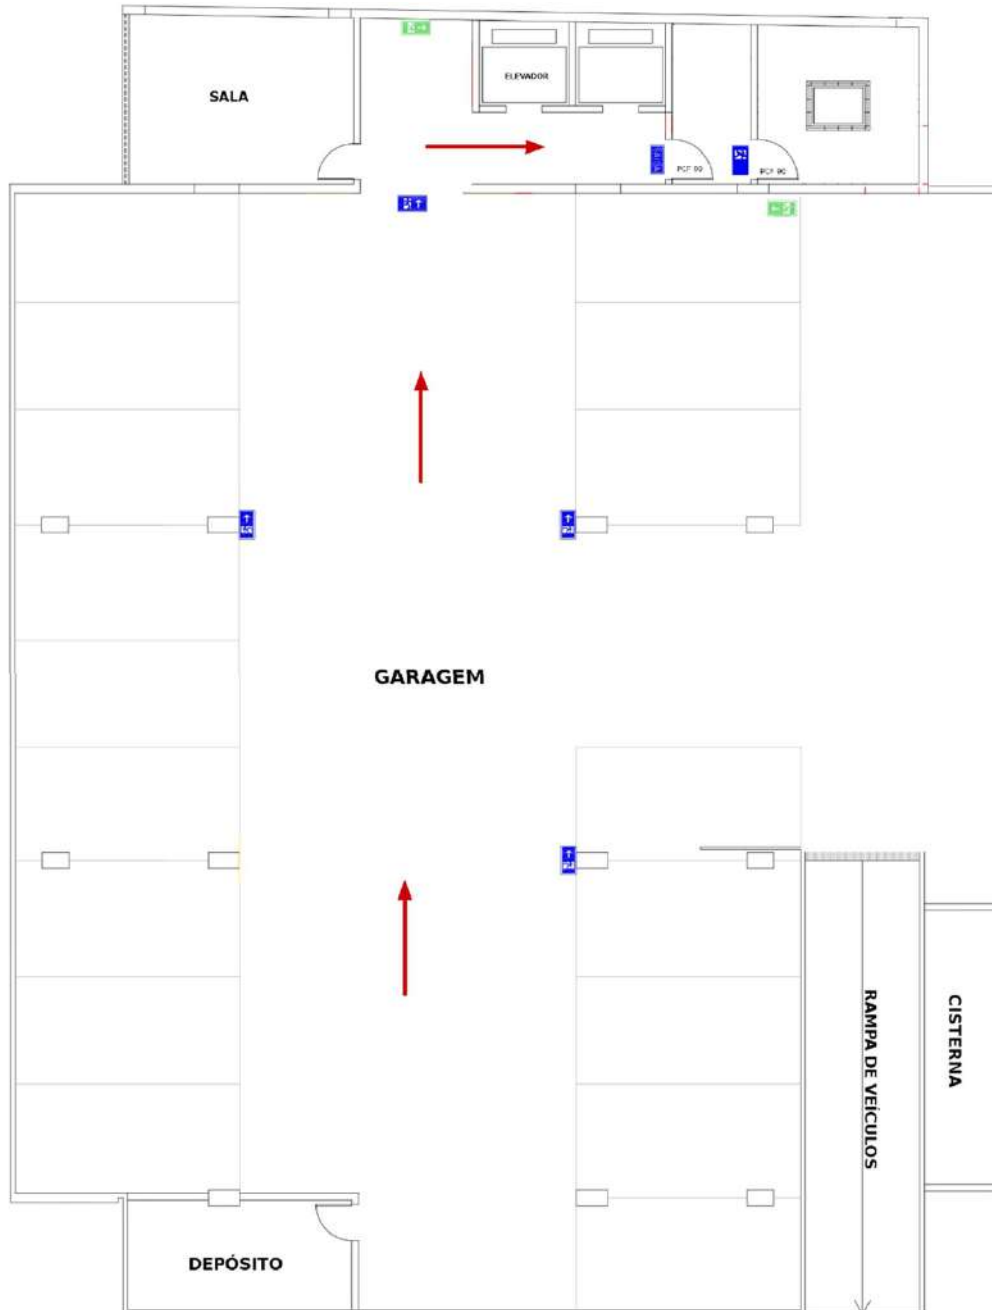 SALA
ELEVADOR
PCF 90
PCF 90
GARAGEM
RAMPA DE VEÍCULOS
CISTERNA
DEPÓSITO